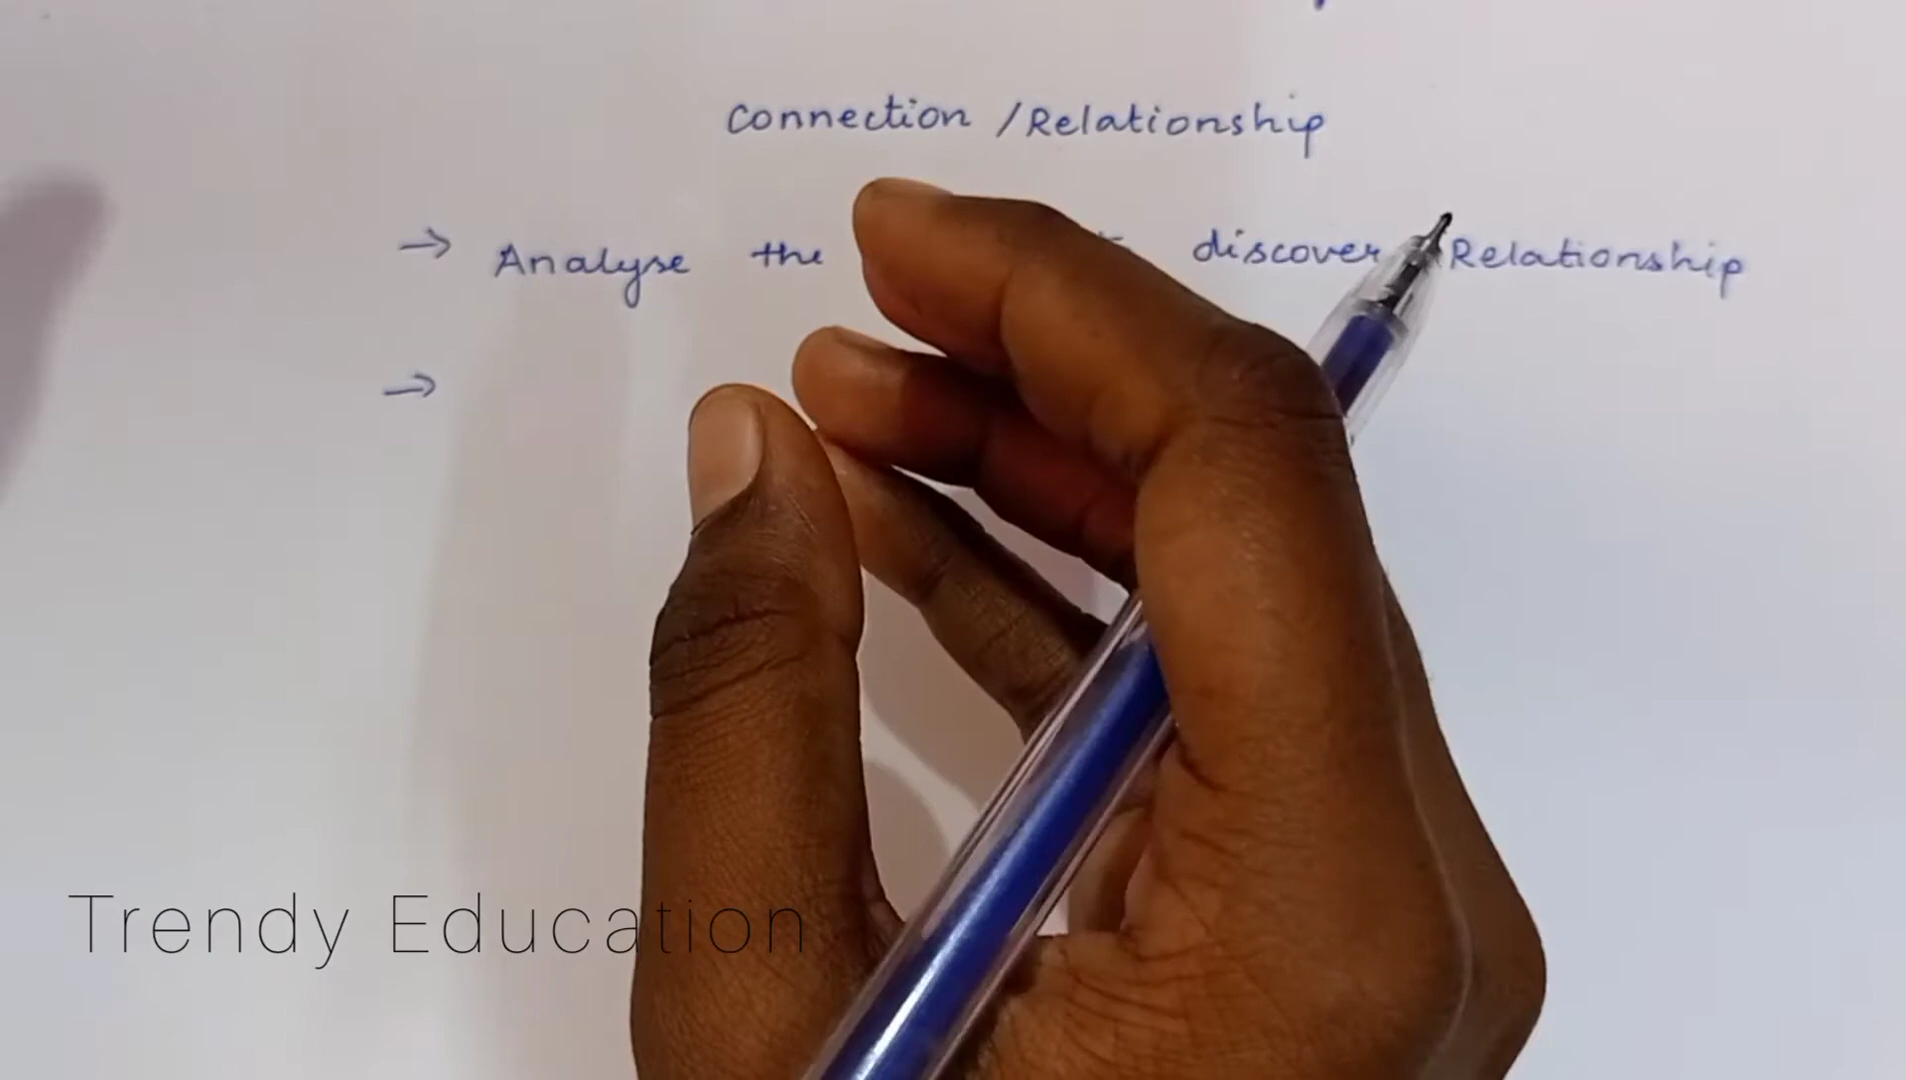 Connection / Relationship
→ Analyse the discover Relationship
→
Trendy Education